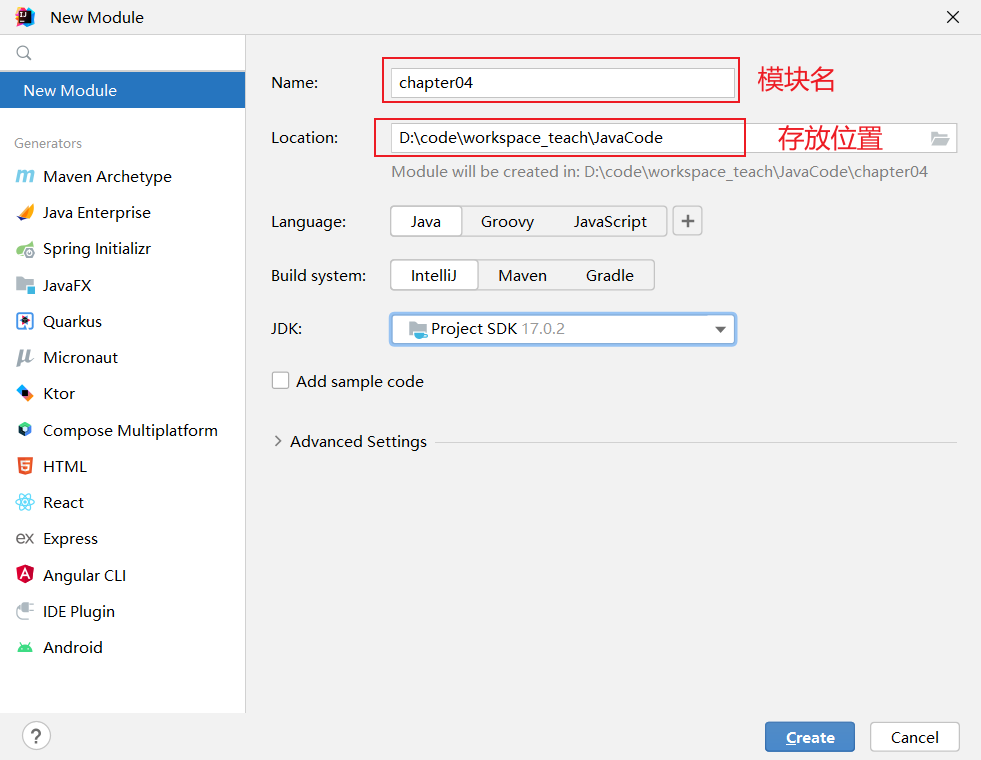 New Module
New Module
Generators
Maven Archetype
Java Enterprise
Spring Initializr
JavaFX
Quarkus
Micronaut
Ktor
Compose Multiplatform
HTML
React
ex Express
Angular CLI
IDE Plugin
Android
Name: chapter04 模块名
Location: D:\code\workspace_teach\JavaCode 存放位置
Module will be created in: D:\code\workspace_teach\JavaCode\chapter04
Language: Java Groovy JavaScript +
Build system: IntelliJ Maven Gradle
JDK: Project SDK 17.0.2
Add sample code
Advanced Settings
? Create Cancel